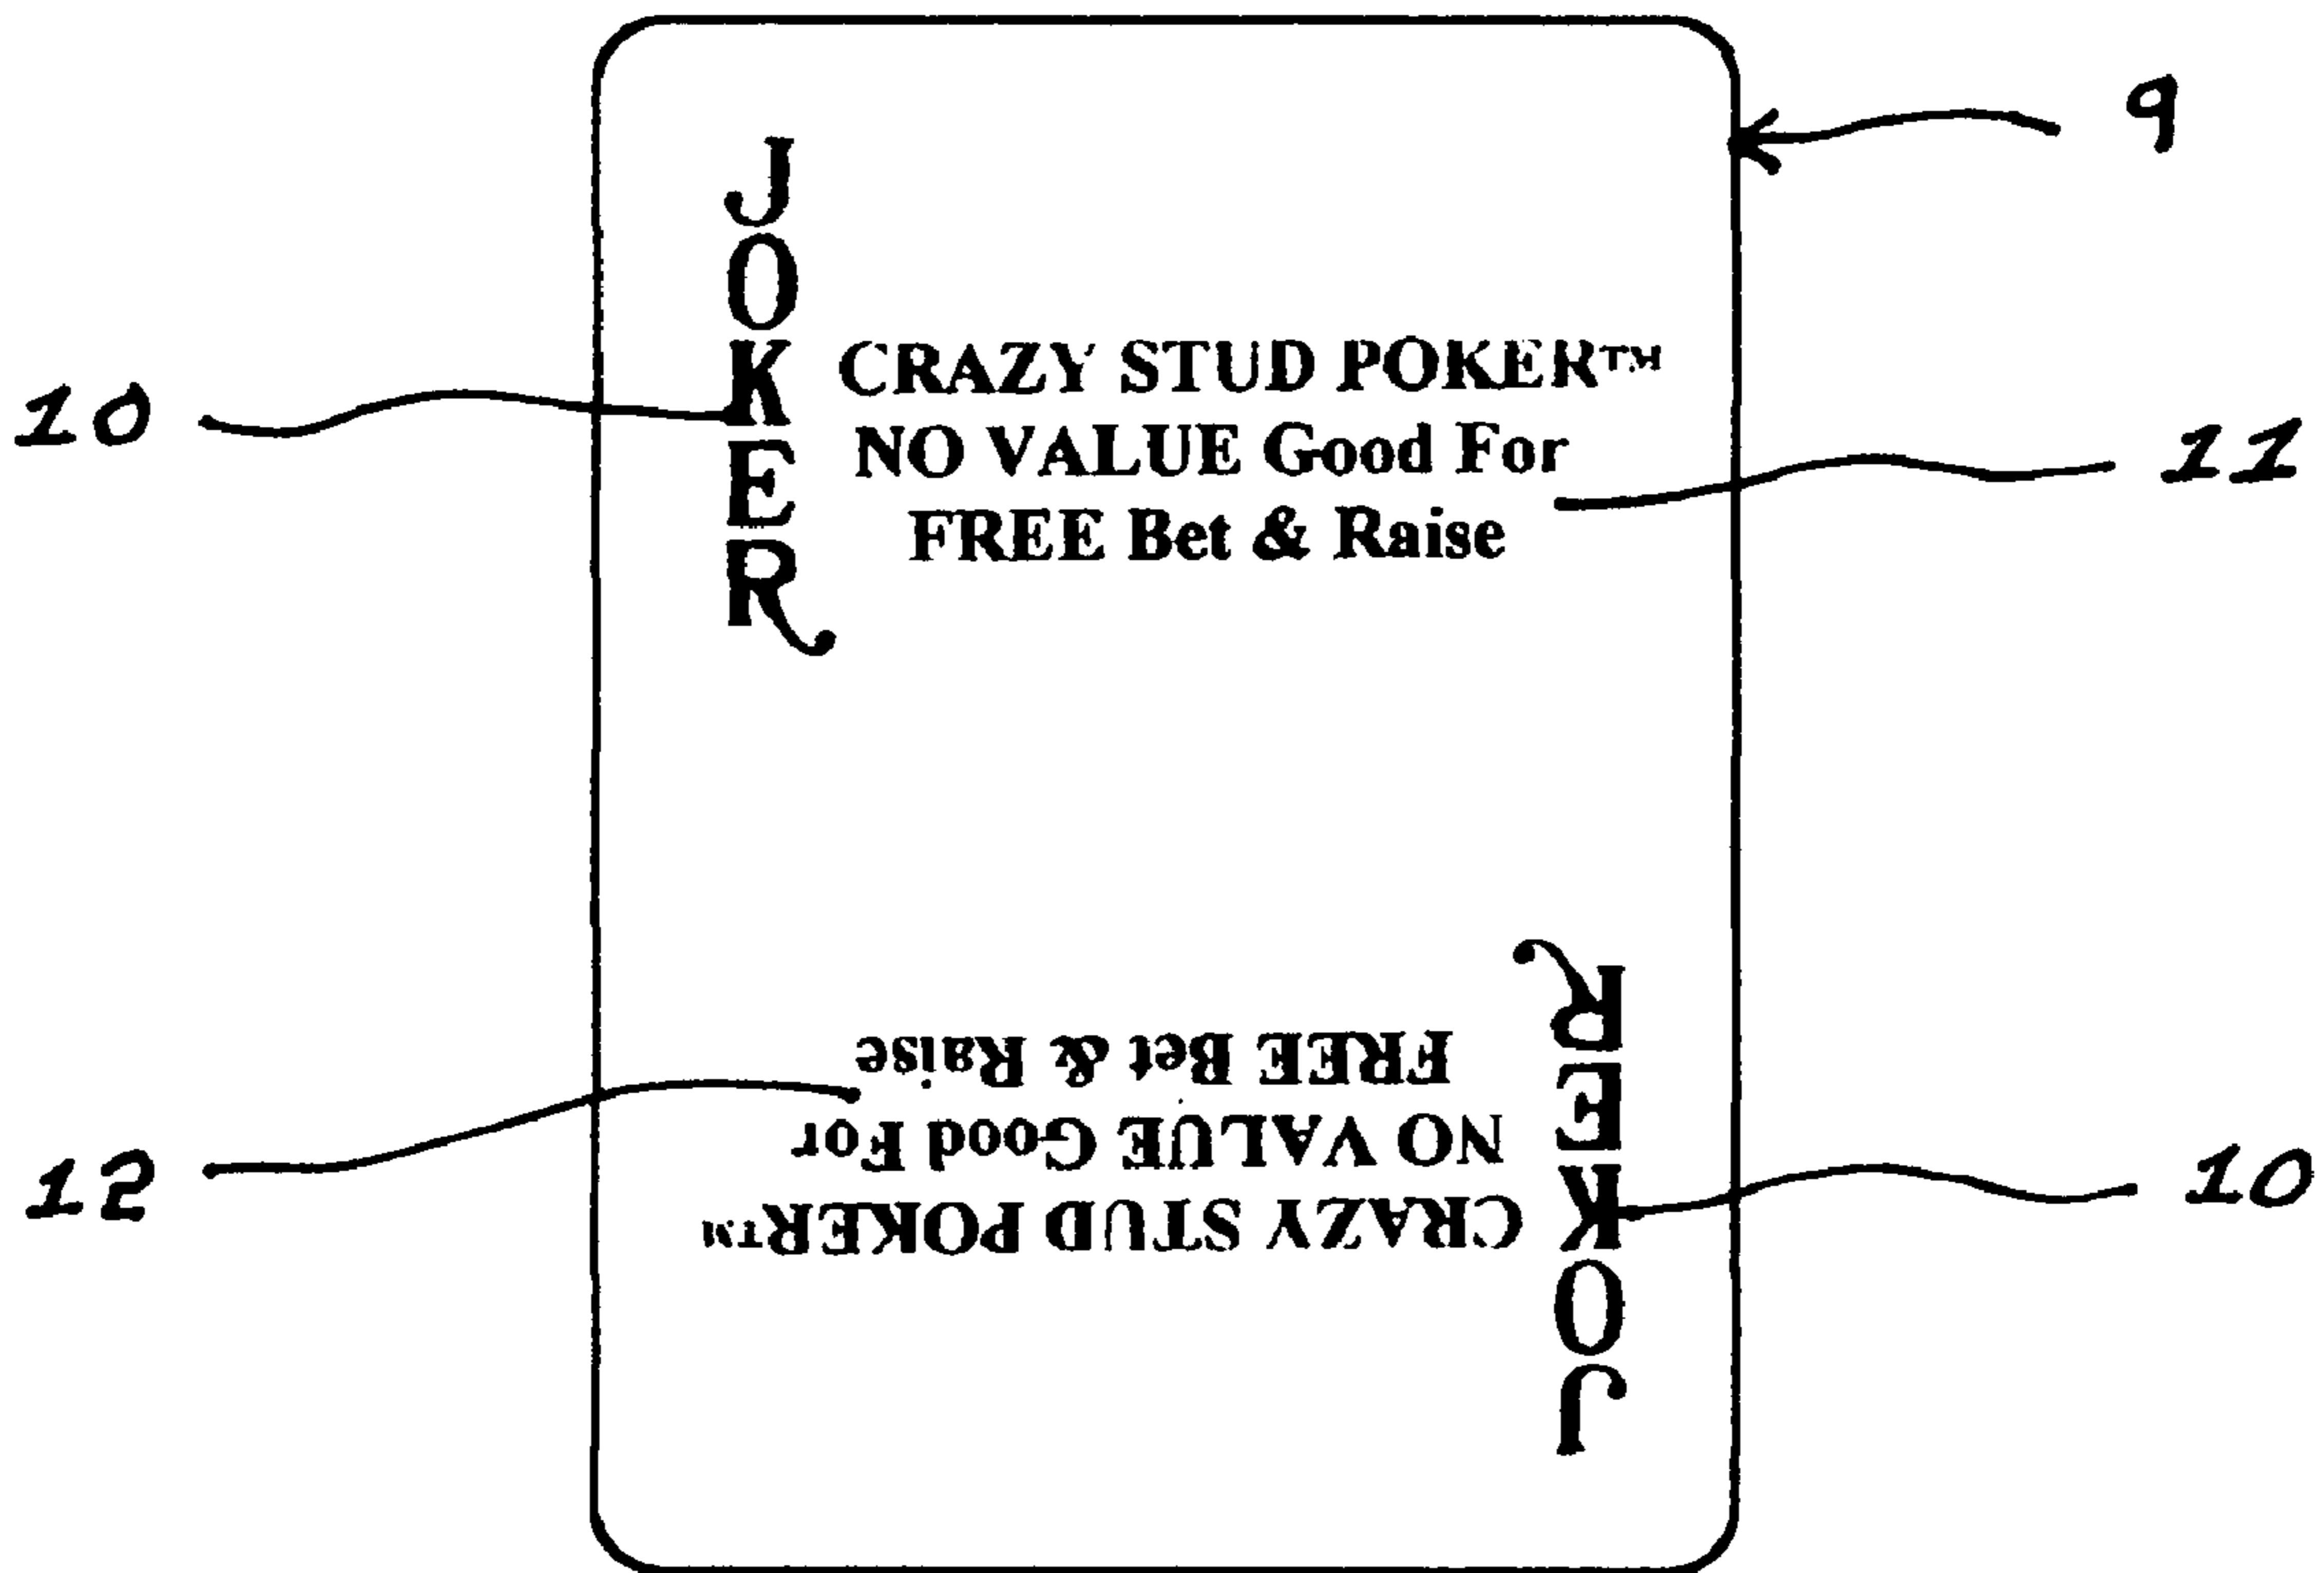 9
JOKER
CRAZY STUD POKER™
10
NO VALUE Good For
11
FREE Bet & Raise
JOKER
FREE Bet & Raise
12
NO VALUE Good For
10
CRAZY STUD POKER™